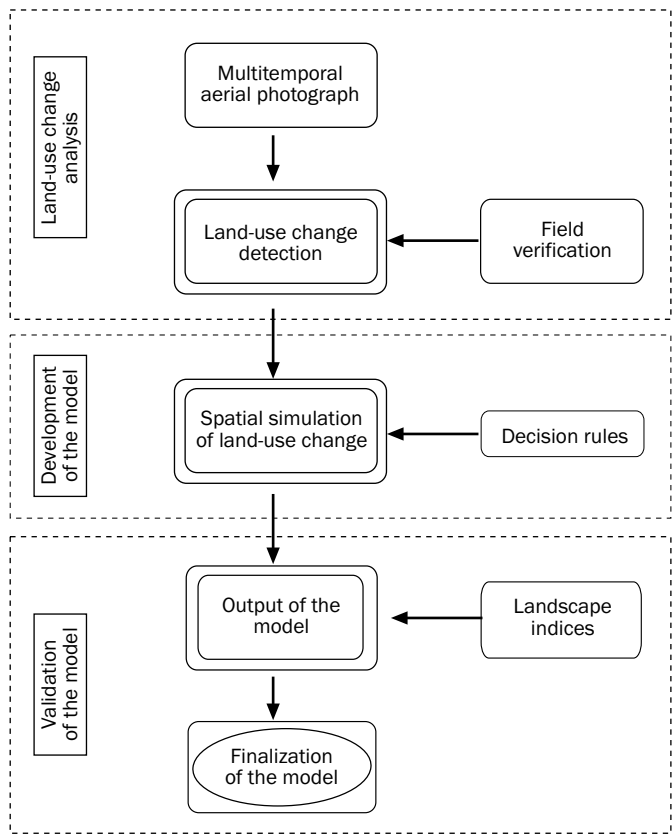 Land-use change
analysis
Multitemporal
aerial photograph
Land-use change
detection
Field
verification
Development
of the model
Spatial simulation
of land-use change
Decision rules
Validation
of the model
Output of the
model
Landscape
indices
Finalization
of the model